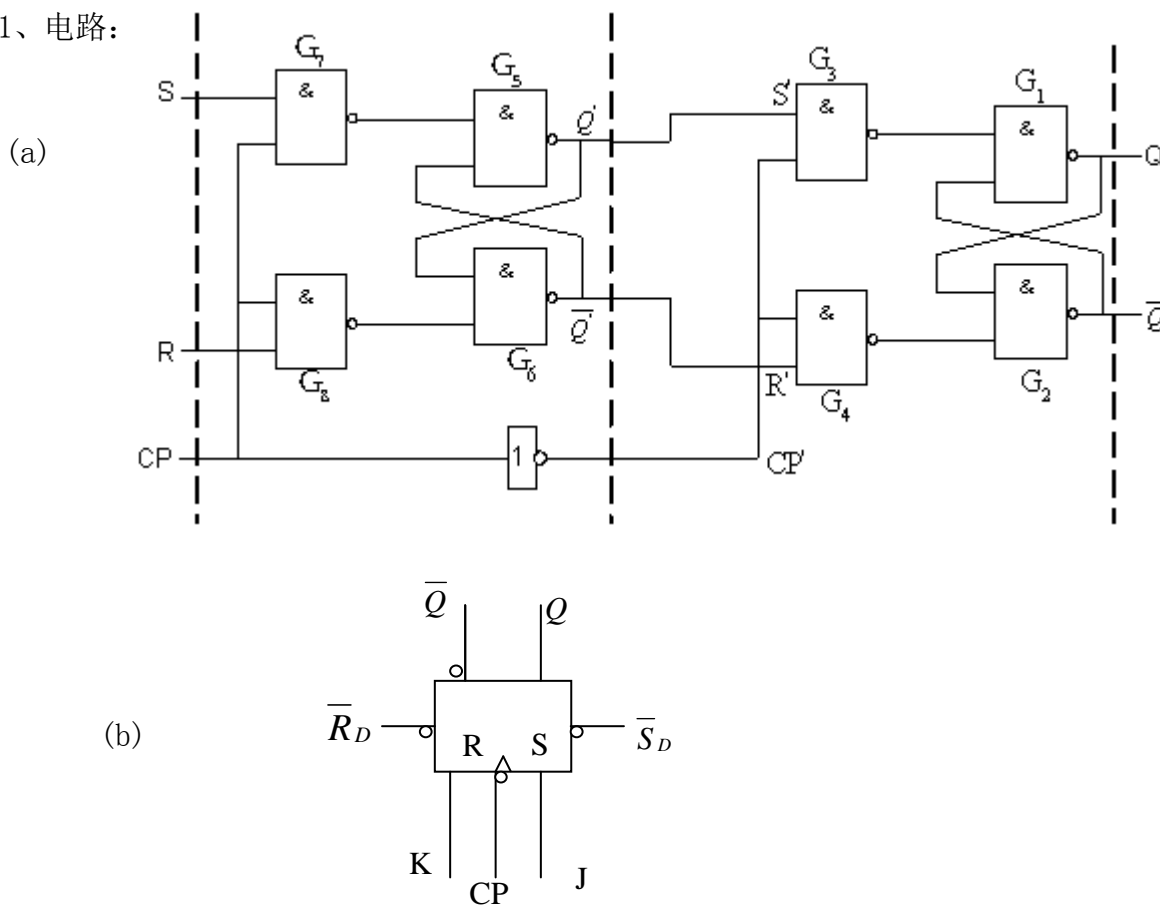 1、电路：
G₇
G₅
G₃
G₁
S & & Q' S' & &
(a)
Q
& & & &
R G₈ G₆ Q̅' R' G₄ G₂ Q̅
CP 1 CP'
Q̅ Q
(b)
R̅D R S S̅D
K CP J